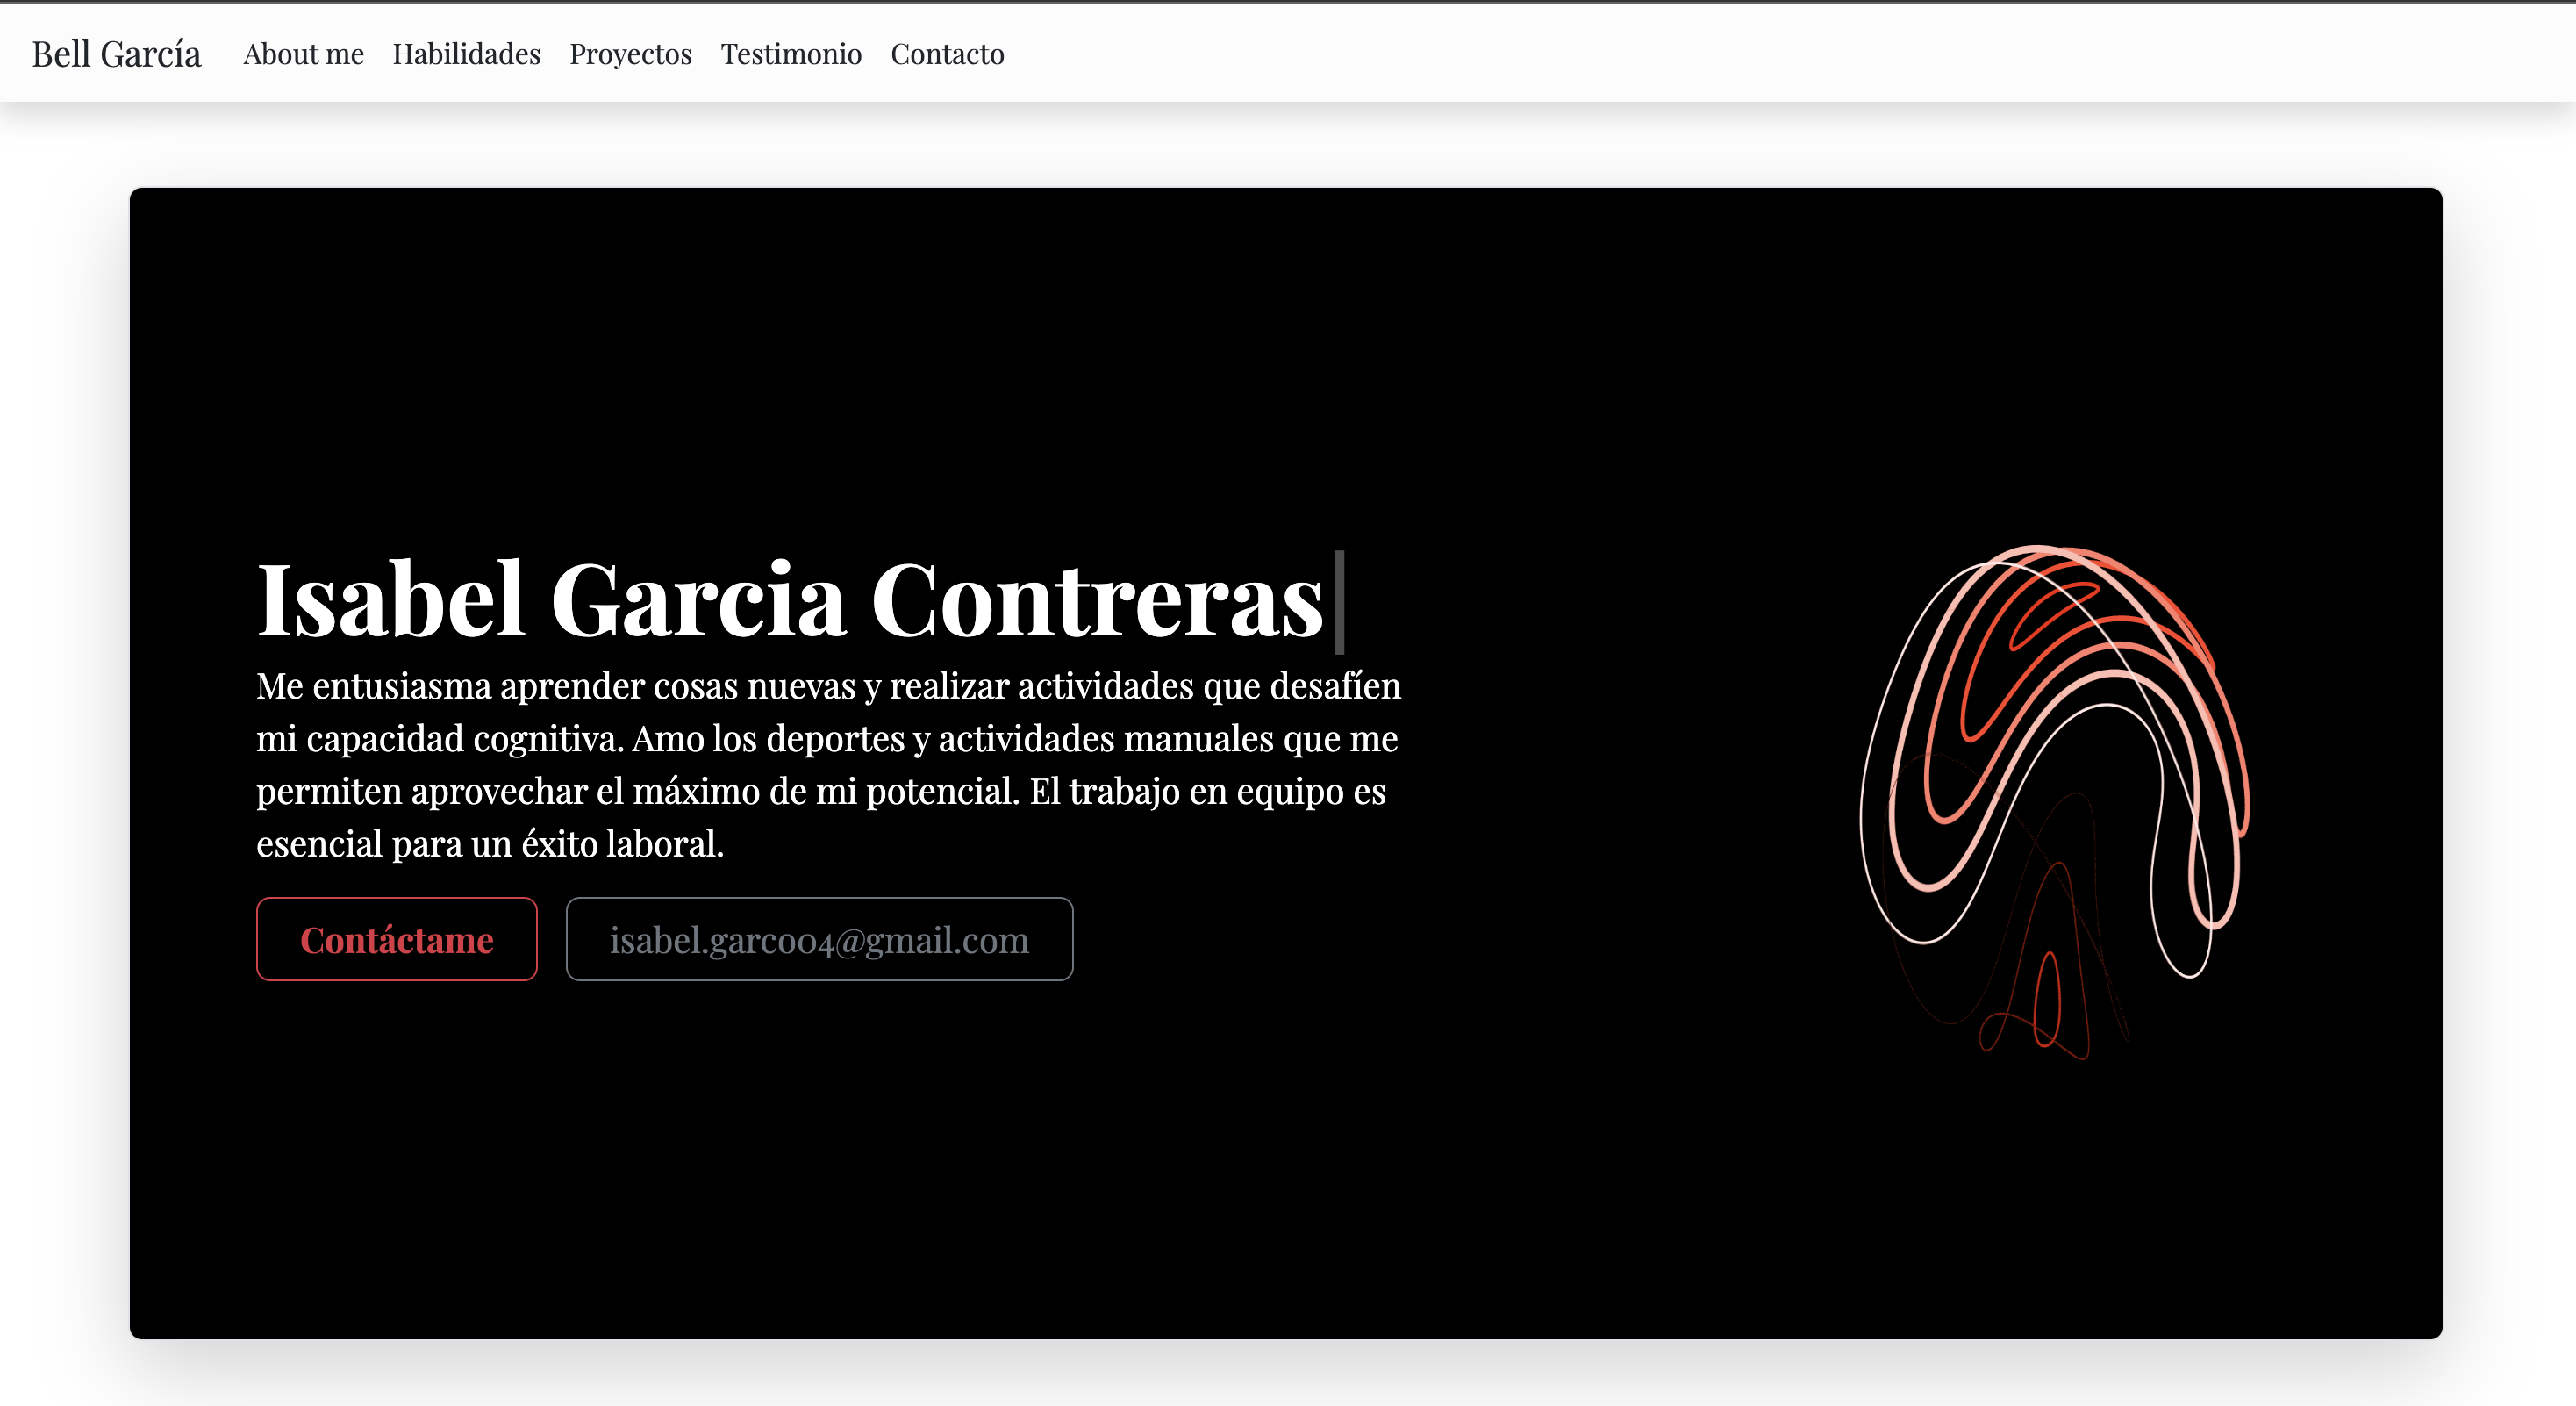 Bell García About me Habilidades Proyectos Testimonio Contacto
Isabel Garcia Contreras
Me entusiasma aprender cosas nuevas y realizar actividades que desafíen
mi capacidad cognitiva. Amo los deportes y actividades manuales que me
permiten aprovechar el máximo de mi potencial. El trabajo en equipo es
esencial para un éxito laboral.
Contáctame isabel.garc004@gmail.com